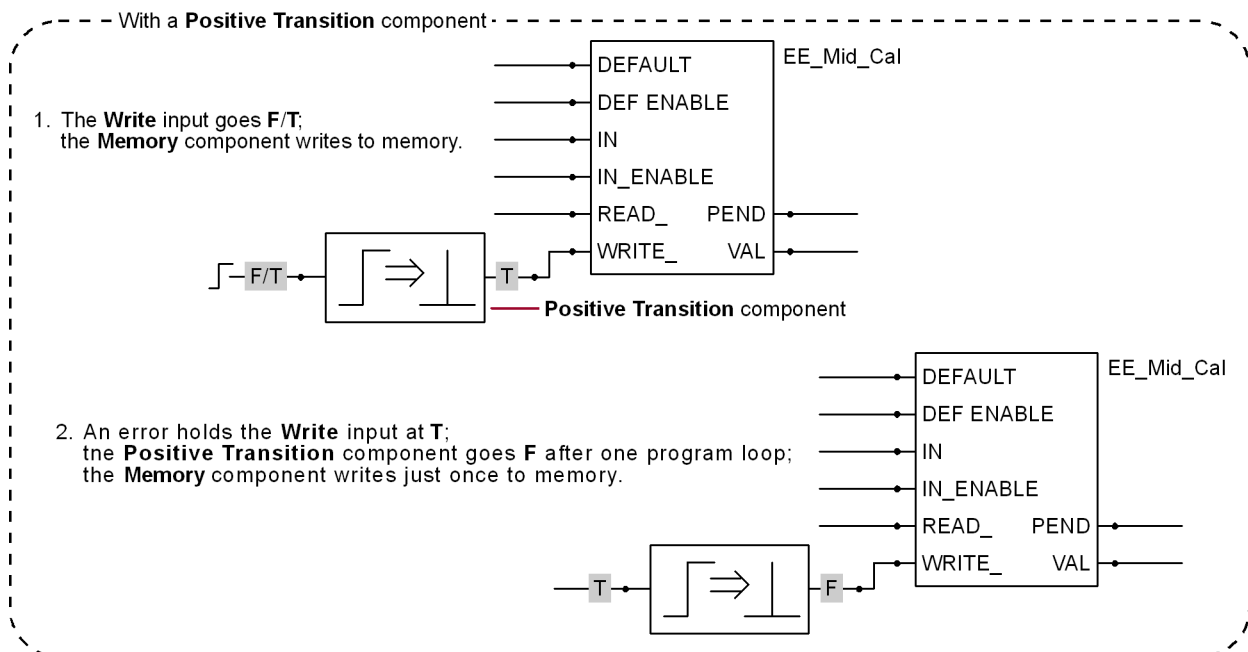 With a Positive Transition component
EE_Mid_Cal
DEFAULT
DEF ENABLE
1. The Write input goes F/T;
the Memory component writes to memory.
IN
IN_ENABLE
READ_ PEND
WRITE_ VAL
F/T
T
Positive Transition component
EE_Mid_Cal
DEFAULT
DEF ENABLE
2. An error holds the Write input at T;
tne Positive Transition component goes F after one program loop;
the Memory component writes just once to memory.
IN
IN_ENABLE
READ_ PEND
WRITE_ VAL
T
F